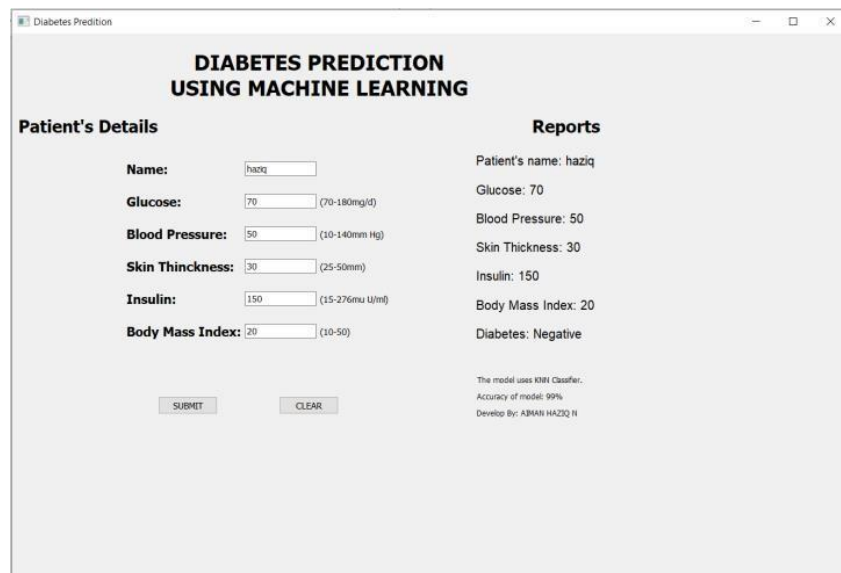 Diabetes Predition
DIABETES PREDICTION
USING MACHINE LEARNING
Patient's Details
Name: haziq
Glucose: 70 (70-180mg/d)
Blood Pressure: 50 (10-140mm Hg)
Skin Thinckness: 30 (25-50mm)
Insulin: 150 (15-276mu U/ml)
Body Mass Index: 20 (10-50)
SUBMIT CLEAR
Reports
Patient's name: haziq
Glucose: 70
Blood Pressure: 50
Skin Thickness: 30
Insulin: 150
Body Mass Index: 20
Diabetes: Negative
The model uses KNN Classifier.
Accuracy of model: 99%
Develop By: AIMAN HAZIQ N